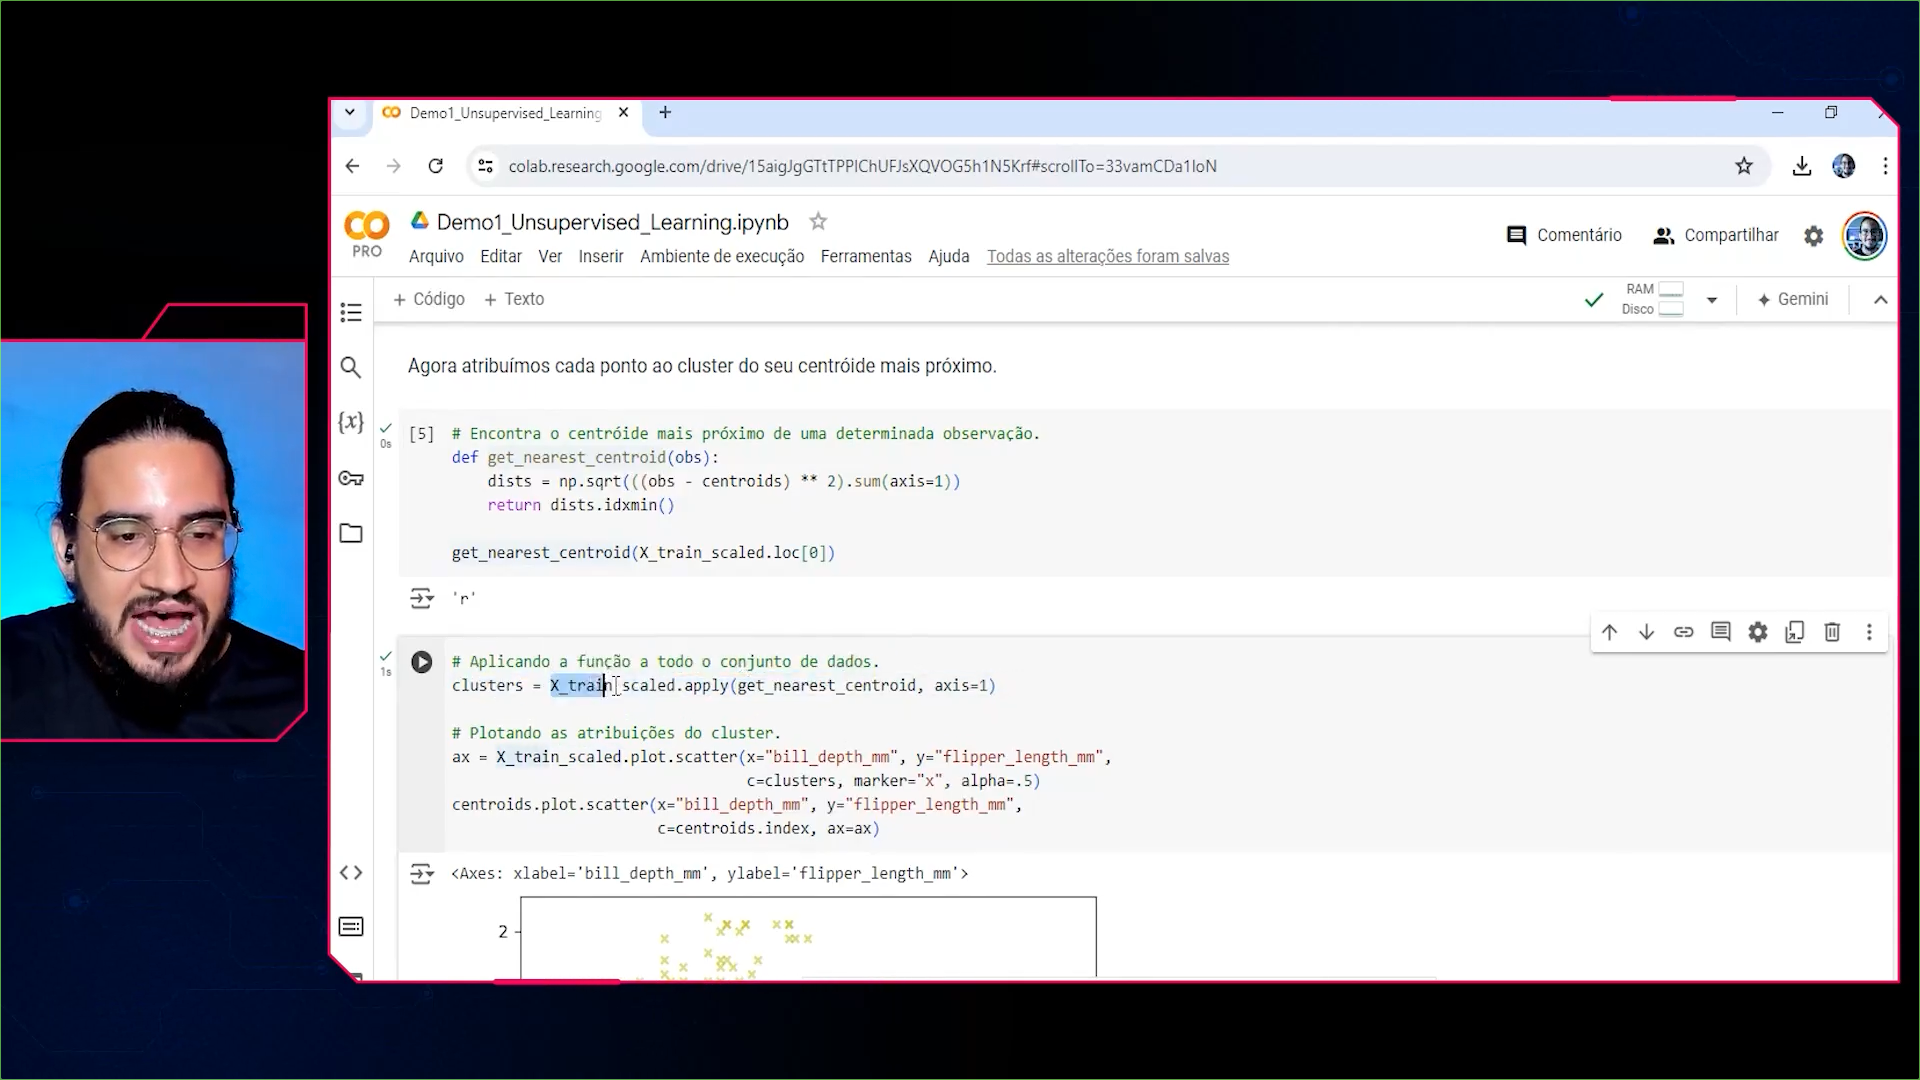 Demo1_Unsupervised_Learning
colab.research.google.com/drive/15aigJgGTtTPPlChUFJsXQVOG5h1N5Krf#scrollTo=33vamCDa1IoN
PRO
Demo1_Unsupervised_Learning.ipynb
Comentário
Compartilhar
Arquivo Editar Ver Inserir Ambiente de execução Ferramentas Ajuda Todas as alterações foram salvas
+ Código + Texto
RAM
Disco
Gemini
Agora atribuímos cada ponto ao cluster do seu centróide mais próximo.
0s
[5] # Encontra o centróide mais próximo de uma determinada observação.
def get_nearest_centroid(obs):
dists = np.sqrt(((obs - centroids) ** 2).sum(axis=1))
return dists.idxmin()
get_nearest_centroid(X_train_scaled.loc[0])
'r'
1s
# Aplicando a função a todo o conjunto de dados.
clusters = X_train_scaled.apply(get_nearest_centroid, axis=1)
# Plotando as atribuições do cluster.
ax = X_train_scaled.plot.scatter(x="bill_depth_mm", y="flipper_length_mm",
c=clusters, marker="x", alpha=.5)
centroids.plot.scatter(x="bill_depth_mm", y="flipper_length_mm",
c=centroids.index, ax=ax)
<Axes: xlabel='bill_depth_mm', ylabel='flipper_length_mm'>
2